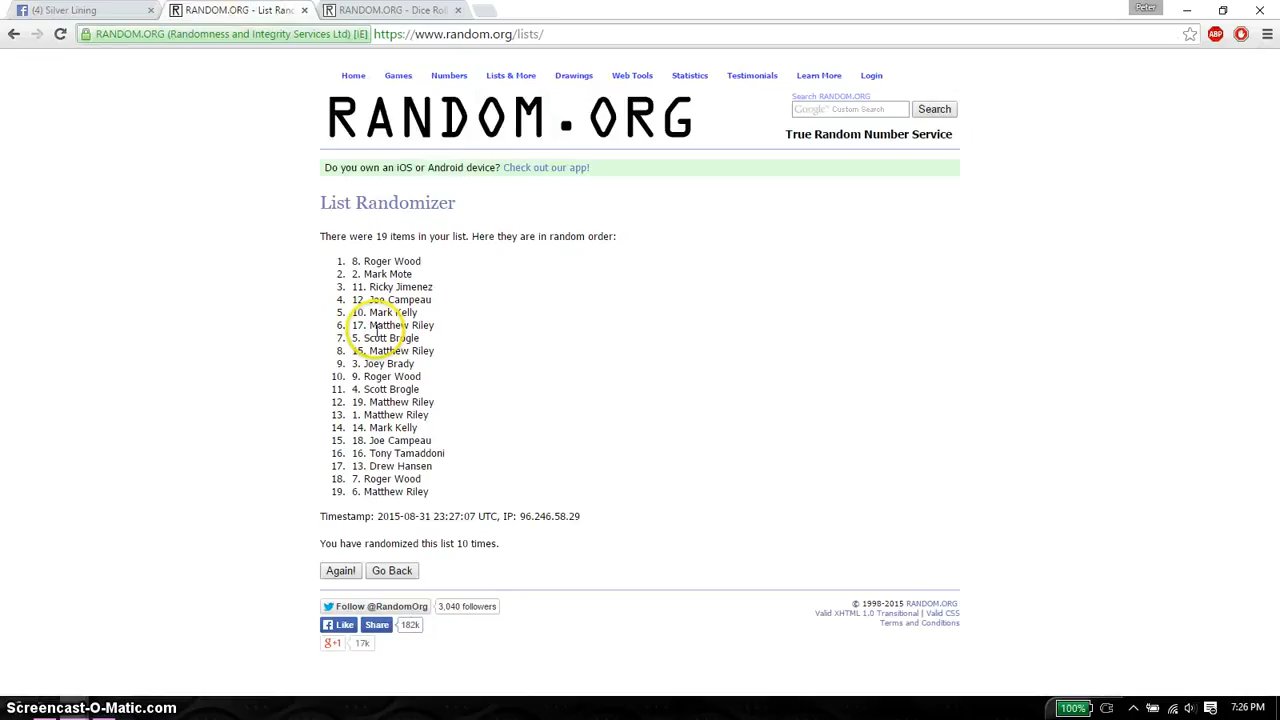 (4) Silver Lining
RANDOM.ORG - List Ran
RANDOM.ORG - Dice Roll
Peter
RANDOM.ORG (Randomness and Integrity Services Ltd) [IE] https://www.random.org/lists/
ABP
Home Games Numbers Lists & More Drawings Web Tools Statistics Testimonials Learn More Login
RANDOM.ORG
Search RANDOM.ORG
Google™ Custom Search
Search
True Random Number Service
Do you own an iOS or Android device? Check out our app!
List Randomizer
There were 19 items in your list. Here they are in random order:
1. 8. Roger Wood
2. 2. Mark Mote
3. 11. Ricky Jimenez
4. 12. Joe Campeau
5. 10. Mark Kelly
6. 17. Matthew Riley
7. 5. Scott Brogle
8. 15. Matthew Riley
9. 3. Joey Brady
10. 9. Roger Wood
11. 4. Scott Brogle
12. 19. Matthew Riley
13. 1. Matthew Riley
14. 14. Mark Kelly
15. 18. Joe Campeau
16. 16. Tony Tamaddoni
17. 13. Drew Hansen
18. 7. Roger Wood
19. 6. Matthew Riley
Timestamp: 2015-08-31 23:27:07 UTC, IP: 96.246.58.29
You have randomized this list 10 times.
Again! Go Back
Follow @RandomOrg 3,040 followers
Like Share 182k
g+1 17k
© 1998-2015 RANDOM.ORG
Valid XHTML 1.0 Transitional | Valid CSS
Terms and Conditions
Screencast-O-Matic.com
100%
7:26 PM